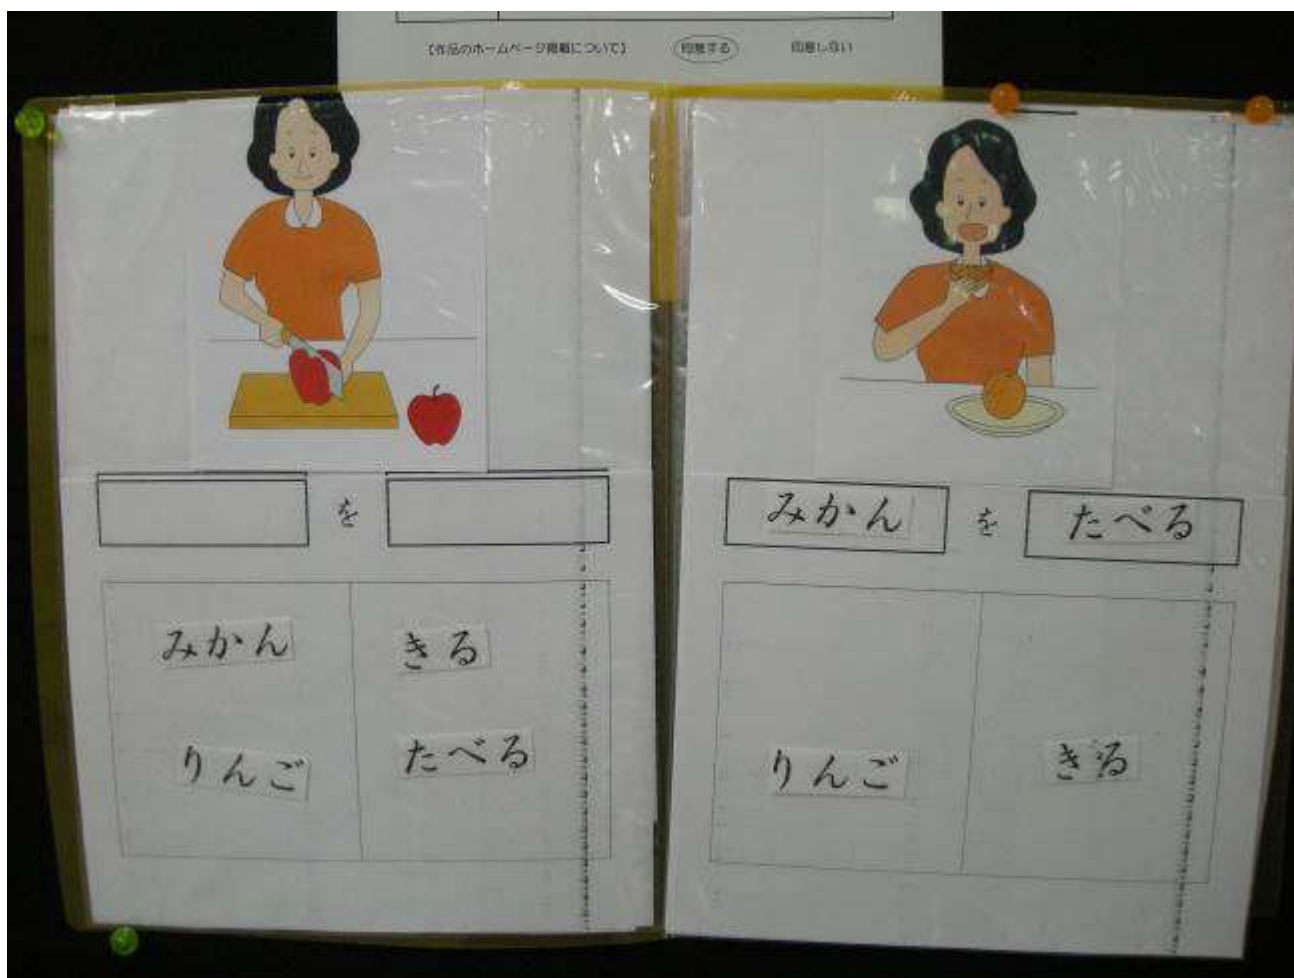 【作品のホームページ掲載について】 同意する 同意しない
を
みかん きる
りんご たべる
みかん を たべる
りんご きる